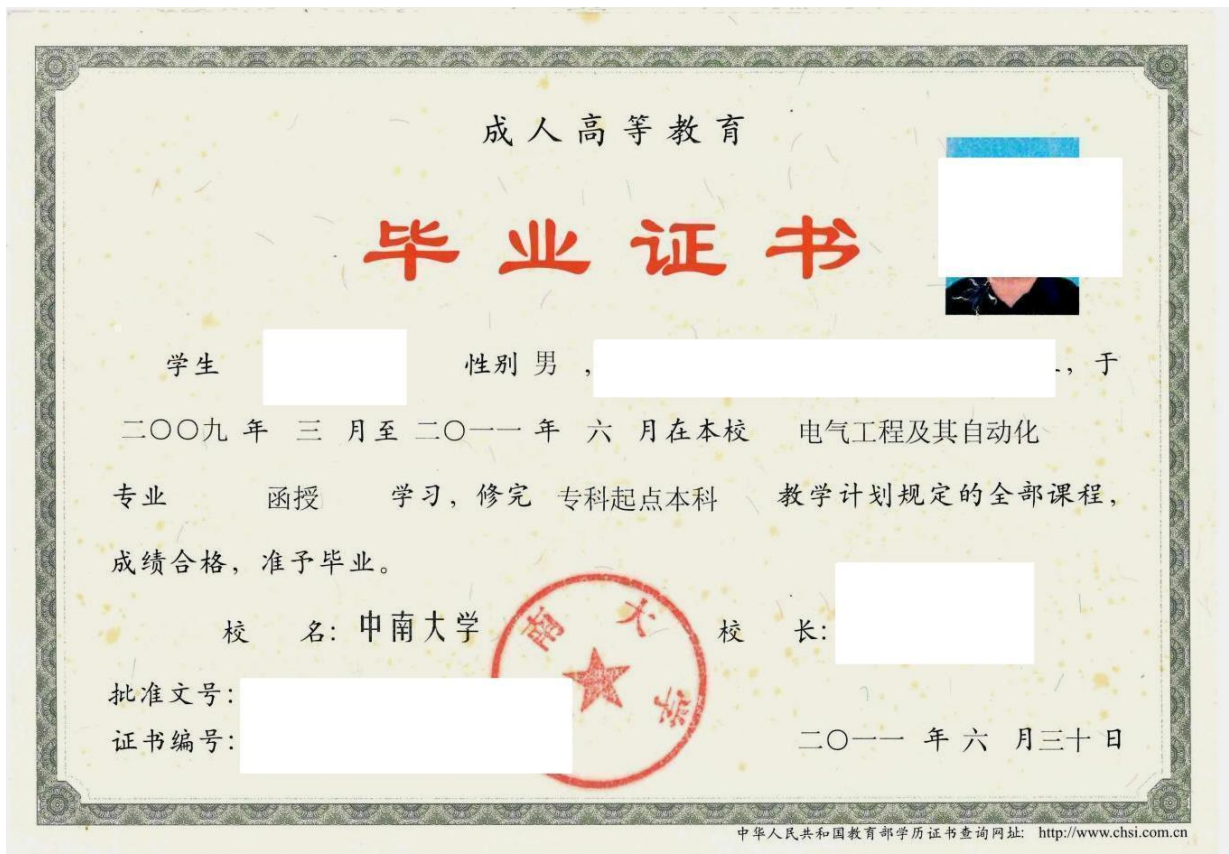 成人高等教育
毕业证书
学生 性别 男 , , 于
二〇〇九 年 三 月至 二〇一一 年 六 月在本校 电气工程及其自动化
专业 函授 学习, 修完 专科起点本科 教学计划规定的全部课程,
成绩合格, 准予毕业。
校 名: 中南大学 校 长:
南大学
批准文号:
证书编号:
二〇一一 年 六 月三十日
中华人民共和国教育部学历证书查询网址: http://www.chsi.com.cn